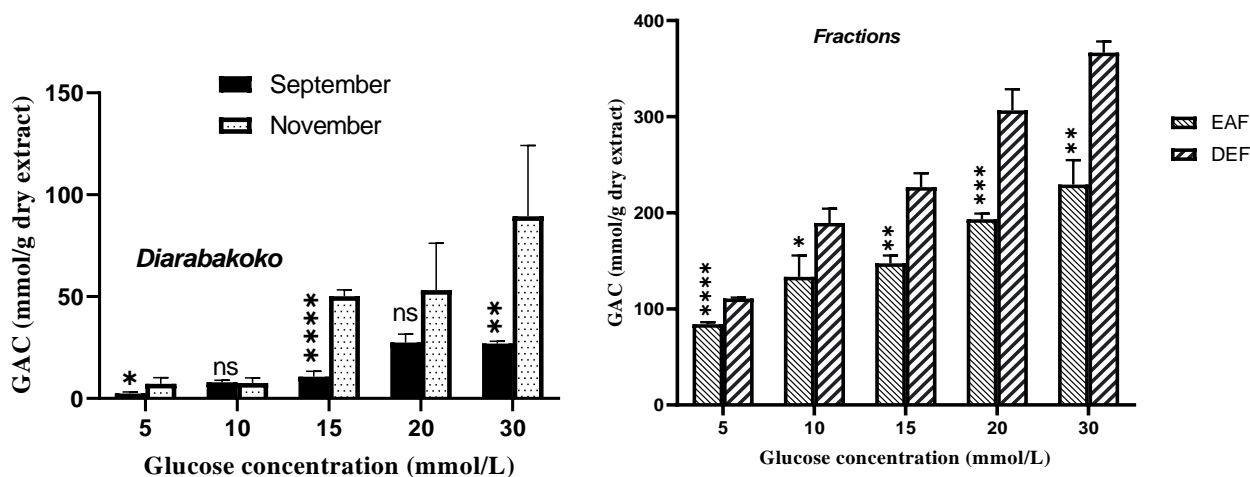 September
November
GAC (mmol/g dry extract)
150
100
50
0
Diarabakoko
*
ns
****
ns
**
5 10 15 20 30
Glucose concentration (mmol/L)
Fractions
EAF
DEF
GAC (mmol/g dry extract)
400
300
200
100
0
****
*
**
***
**
5 10 15 20 30
Glucose concentration (mmol/L)